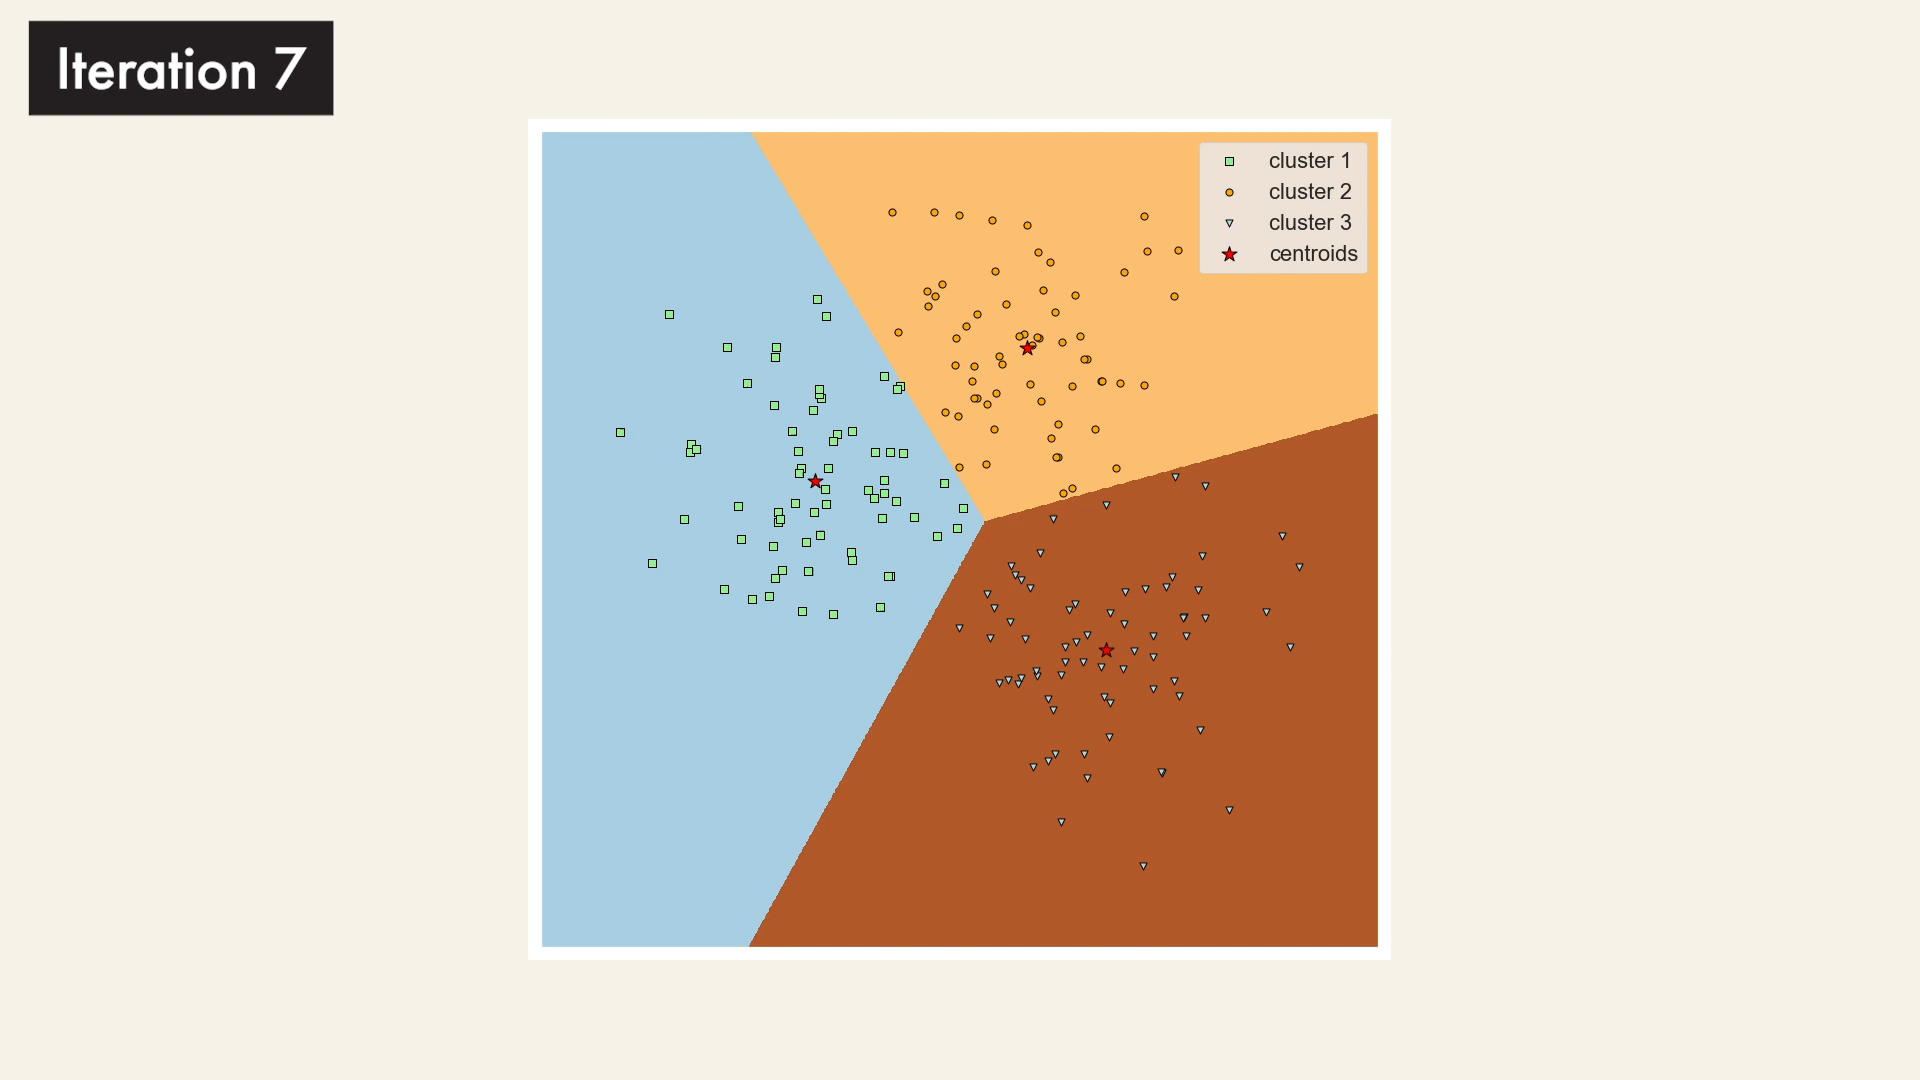 Iteration 7
cluster 1
cluster 2
cluster 3
centroids